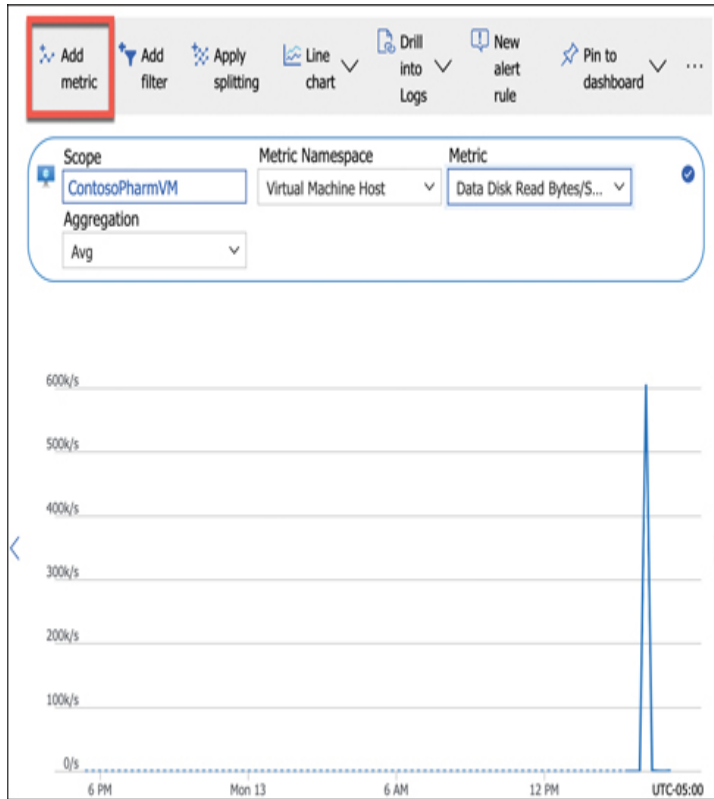 Add metric
Add filter
Apply splitting
Line chart
Drill into Logs
New alert rule
Pin to dashboard
...
Scope
Metric Namespace
Metric
ContosoPharmVM
Virtual Machine Host
Data Disk Read Bytes/S...
Aggregation
Avg
600k/s
500k/s
400k/s
300k/s
200k/s
100k/s
0/s
6 PM
Mon 13
6 AM
12 PM
UTC-05:00